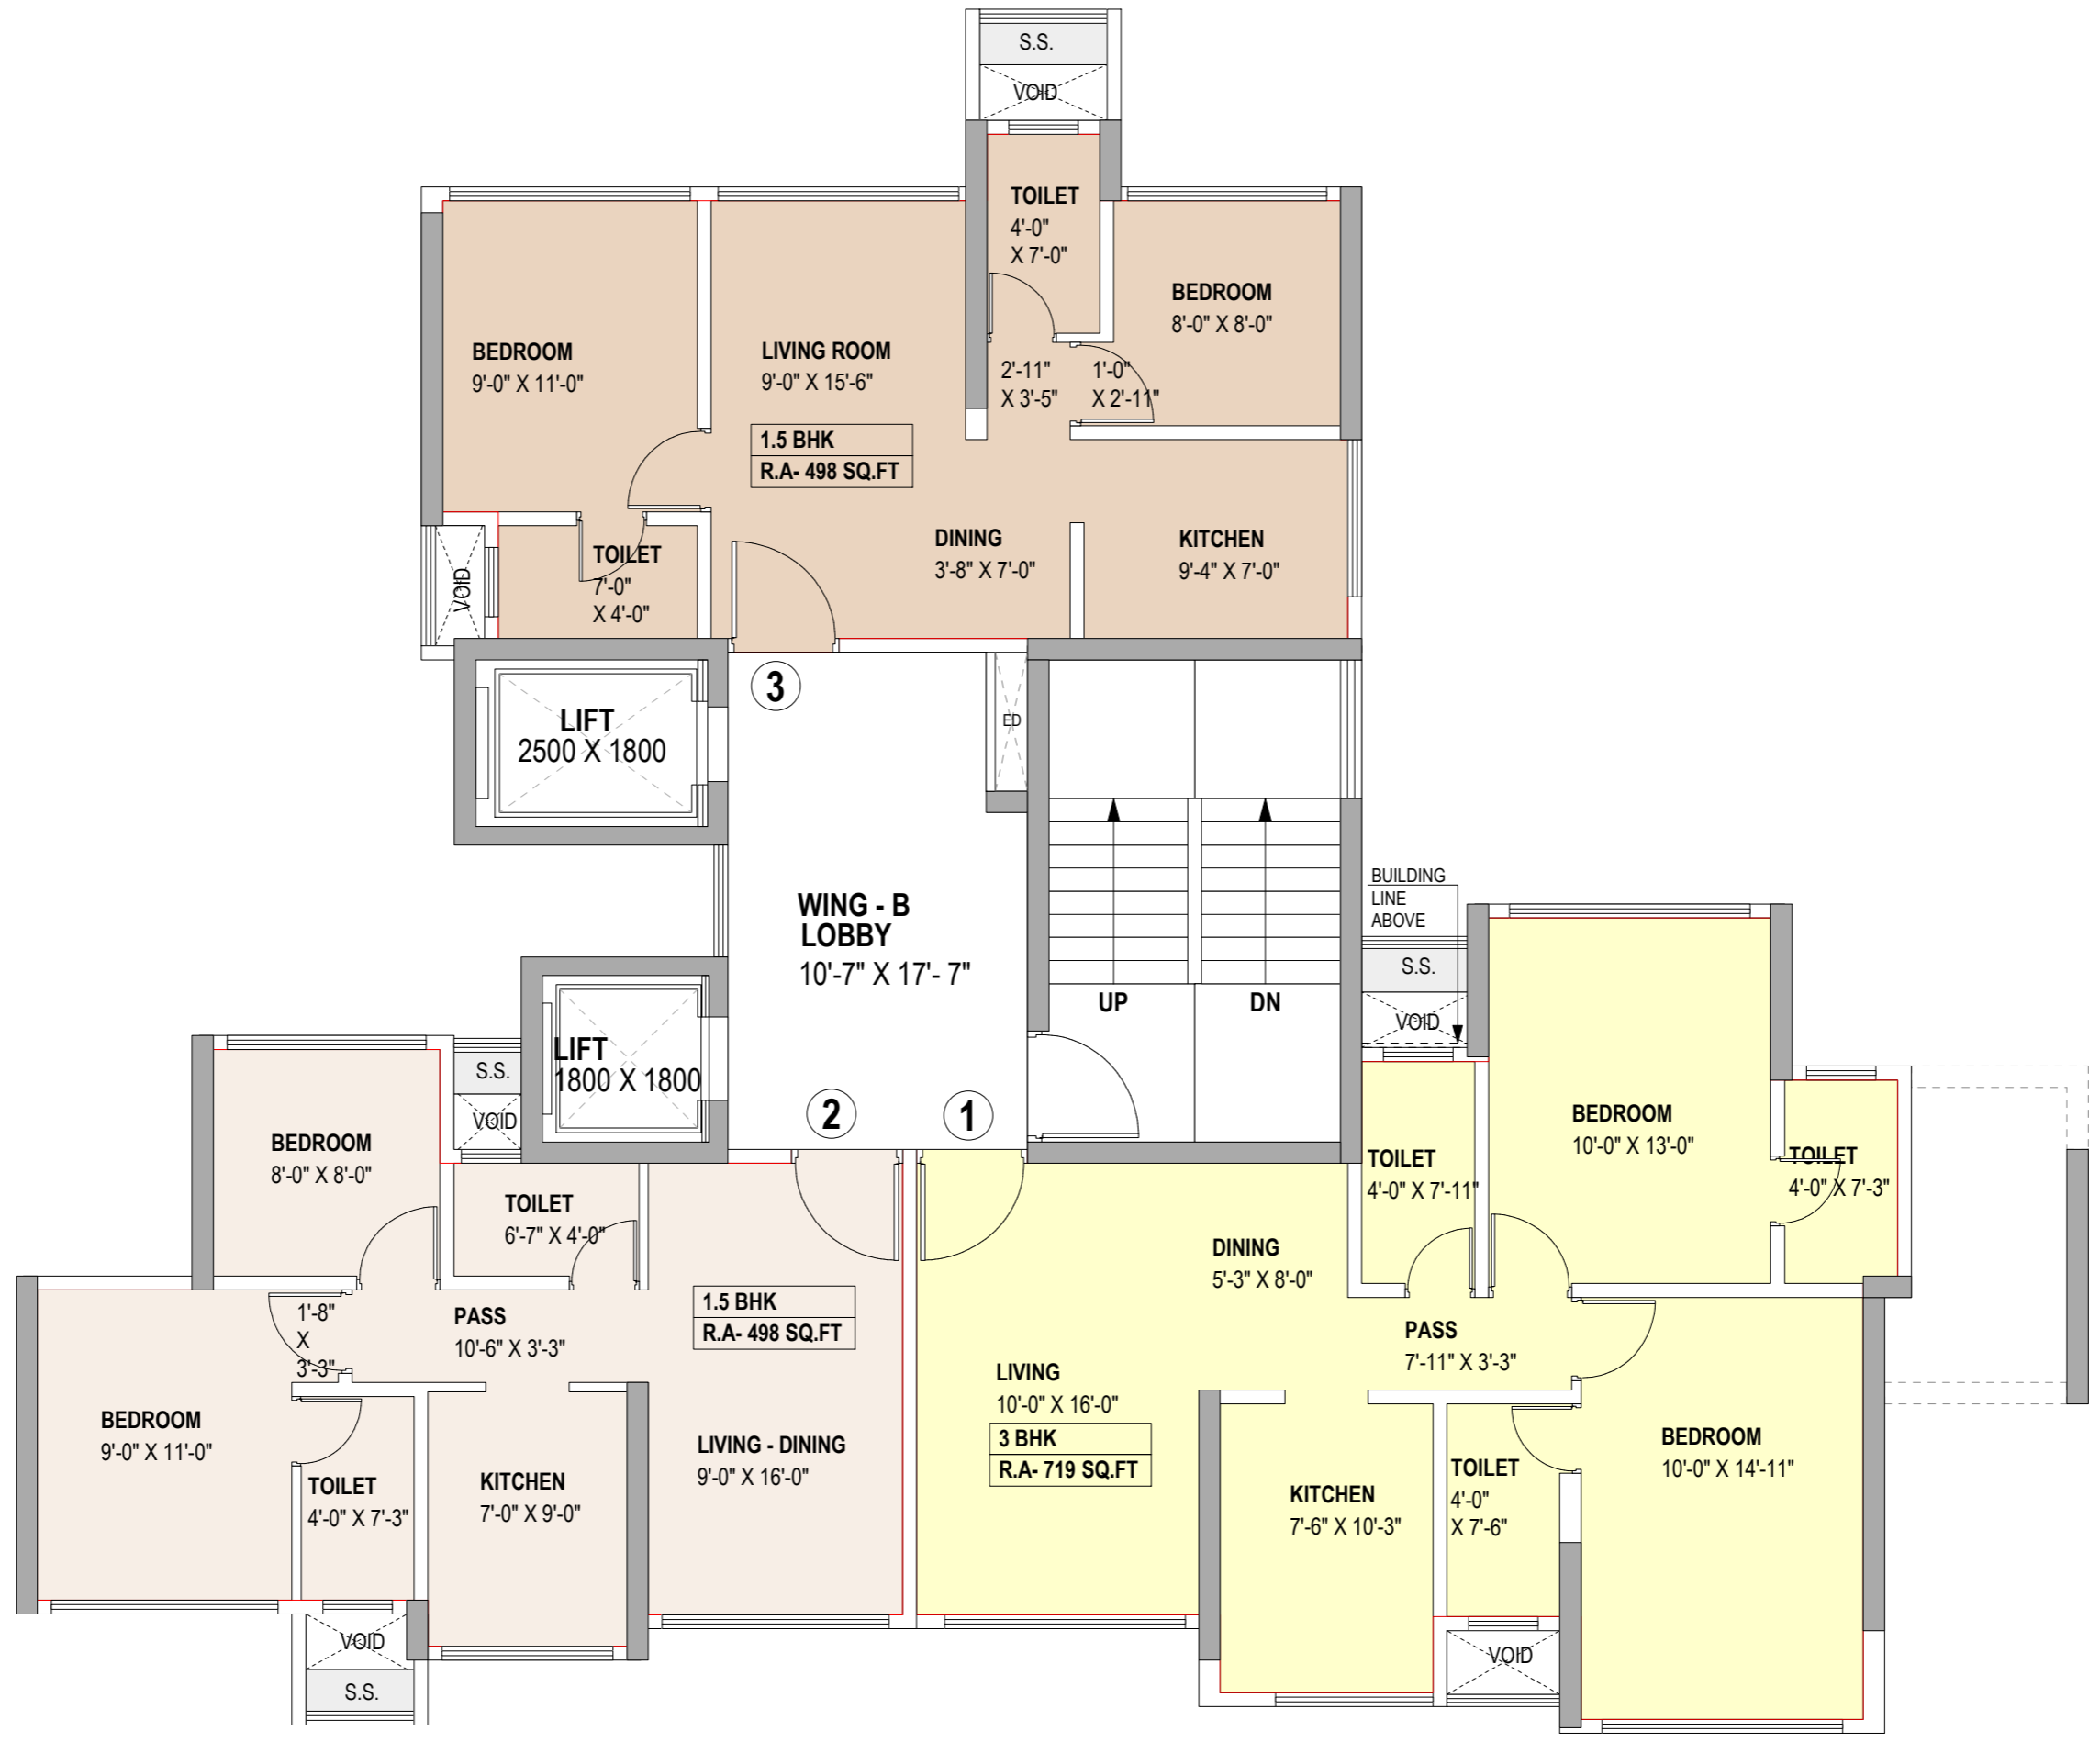 S.S.
VOID
TOILET
4'-0"
X 7'-0"
BEDROOM
8'-0" X 8'-0"
BEDROOM
9'-0" X 11'-0"
LIVING ROOM
9'-0" X 15'-6"
2'-11"
X 3'-5"
1'-0"
X 2'-11"
1.5 BHK
R.A- 498 SQ.FT
DINING
3'-8" X 7'-0"
KITCHEN
9'-4" X 7'-0"
TOILET
7'-0"
X 4'-0"
VOID
3
ED
LIFT
2500 X 1800
WING - B
LOBBY
10'-7" X 17'- 7"
UP
DN
BUILDING
LINE
ABOVE
S.S.
VOID
LIFT
1800 X 1800
2
1
S.S.
VOID
BEDROOM
8'-0" X 8'-0"
TOILET
6'-7" X 4'-0"
1'-8"
X
3'-3"
PASS
10'-6" X 3'-3"
1.5 BHK
R.A- 498 SQ.FT
BEDROOM
9'-0" X 11'-0"
TOILET
4'-0" X 7'-3"
KITCHEN
7'-0" X 9'-0"
LIVING - DINING
9'-0" X 16'-0"
VOID
S.S.
BEDROOM
10'-0" X 13'-0"
TOILET
4'-0" X 7'-11"
TOILET
4'-0" X 7'-3"
DINING
5'-3" X 8'-0"
PASS
7'-11" X 3'-3"
LIVING
10'-0" X 16'-0"
3 BHK
R.A- 719 SQ.FT
KITCHEN
7'-6" X 10'-3"
TOILET
4'-0"
X 7'-6"
BEDROOM
10'-0" X 14'-11"
VOID